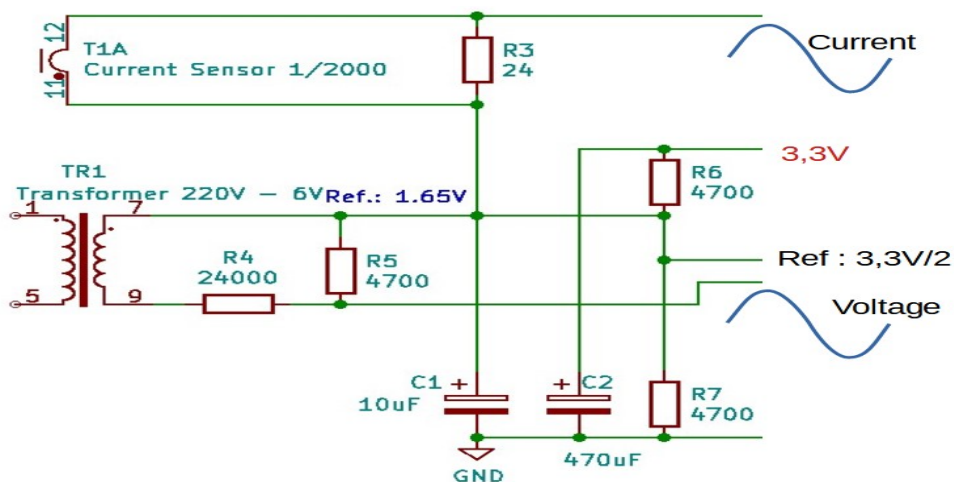 12
T1A
Current Sensor 1/2000
11
R3
24
Current
3,3V
TR1
Transformer 220V – 6V
Ref.: 1.65V
1
7
5
9
R4
24000
R5
4700
R6
4700
Ref : 3,3V/2
Voltage
C1
+
10uF
+
C2
470uF
R7
4700
GND